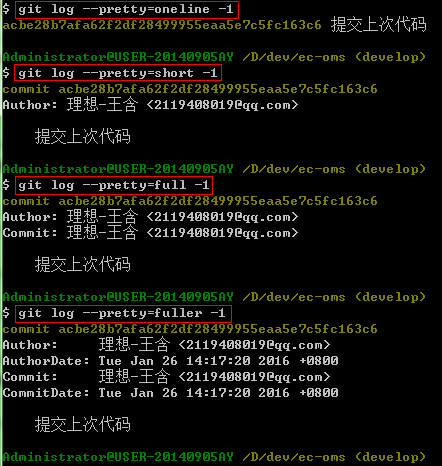 $ git log --pretty=oneline -1
acbe28b7afa62f2df28499955eaa5e7c5fc163c6 提交上次代码
Administrator@USER-20140905AY /D/dev/ec-oms (develop)
$ git log --pretty=short -1
commit acbe28b7afa62f2df28499955eaa5e7c5fc163c6
Author: 理想-王含 <2119408019@qq.com>
提交上次代码
Administrator@USER-20140905AY /D/dev/ec-oms (develop)
$ git log --pretty=full -1
commit acbe28b7afa62f2df28499955eaa5e7c5fc163c6
Author: 理想-王含 <2119408019@qq.com>
Commit: 理想-王含 <2119408019@qq.com>
提交上次代码
Administrator@USER-20140905AY /D/dev/ec-oms (develop)
$ git log --pretty=fuller -1
commit acbe28b7afa62f2df28499955eaa5e7c5fc163c6
Author:     理想-王含 <2119408019@qq.com>
AuthorDate: Tue Jan 26 14:17:20 2016 +0800
Commit:     理想-王含 <2119408019@qq.com>
CommitDate: Tue Jan 26 14:17:20 2016 +0800
提交上次代码
Administrator@USER-20140905AY /D/dev/ec-oms (develop)